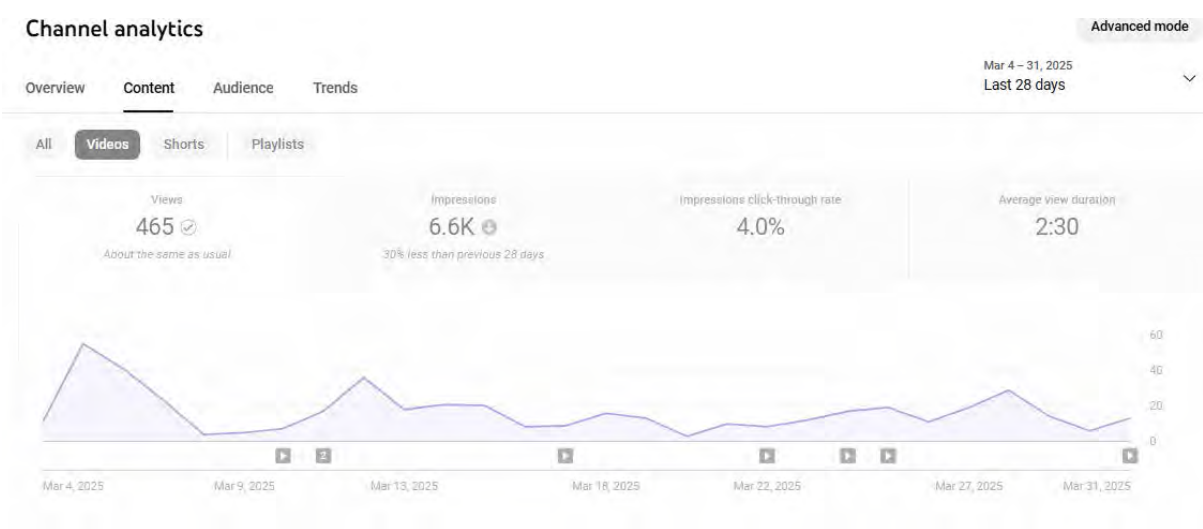 Channel analytics
Advanced mode
Mar 4 – 31, 2025
Last 28 days
Overview Content Audience Trends
All Videos Shorts Playlists
Views
465
About the same as usual
Impressions
6.6K
30% less than previous 28 days
Impressions click-through rate
4.0%
Average view duration
2:30
60
40
20
0
2
Mar 4, 2025 Mar 9, 2025 Mar 13, 2025 Mar 18, 2025 Mar 22, 2025 Mar 27, 2025 Mar 31, 2025